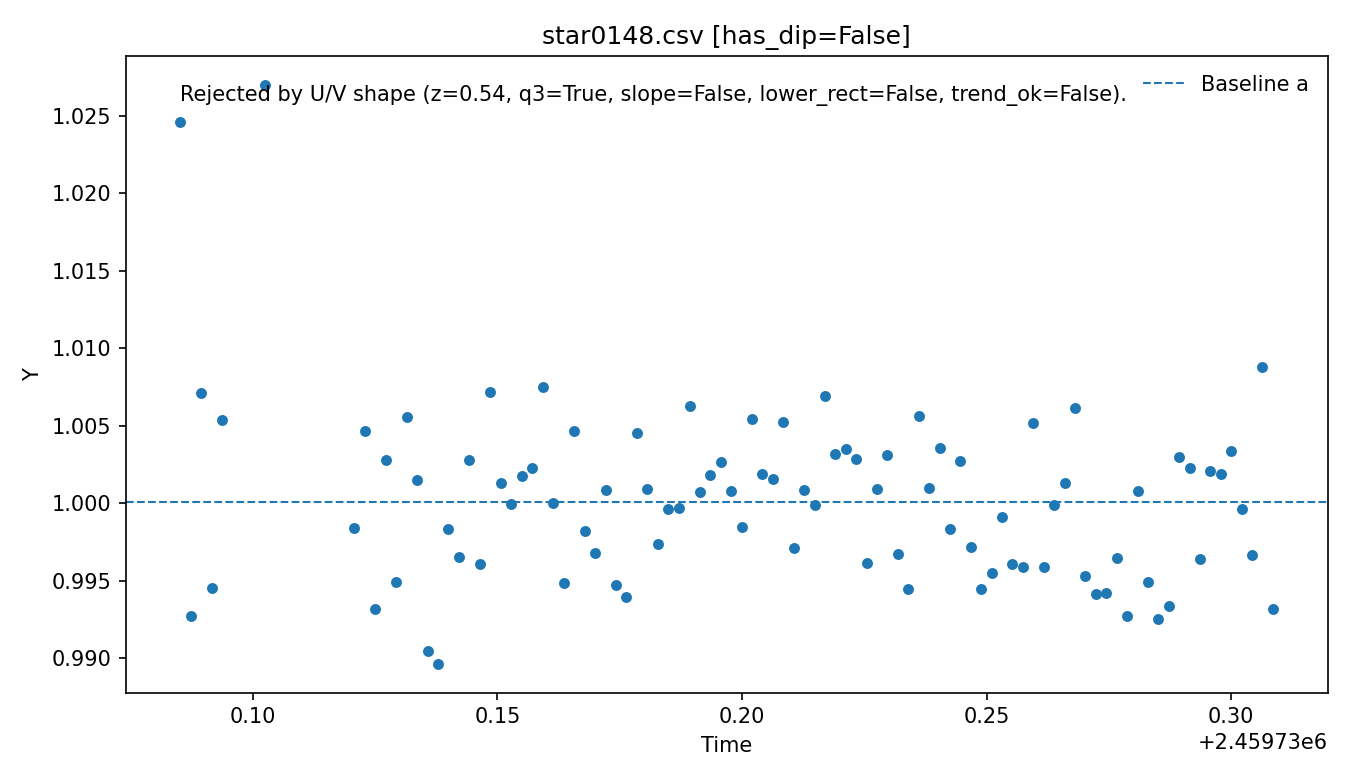 star0148.csv [has_dip=False]
Rejected by U/V shape (z=0.54, q3=True, slope=False, lower_rect=False, trend_ok=False).
Baseline a
1.025
1.020
1.015
1.010
1.005
1.000
0.995
0.990
Y
0.10
0.15
0.20
0.25
0.30
Time
+2.45973e6